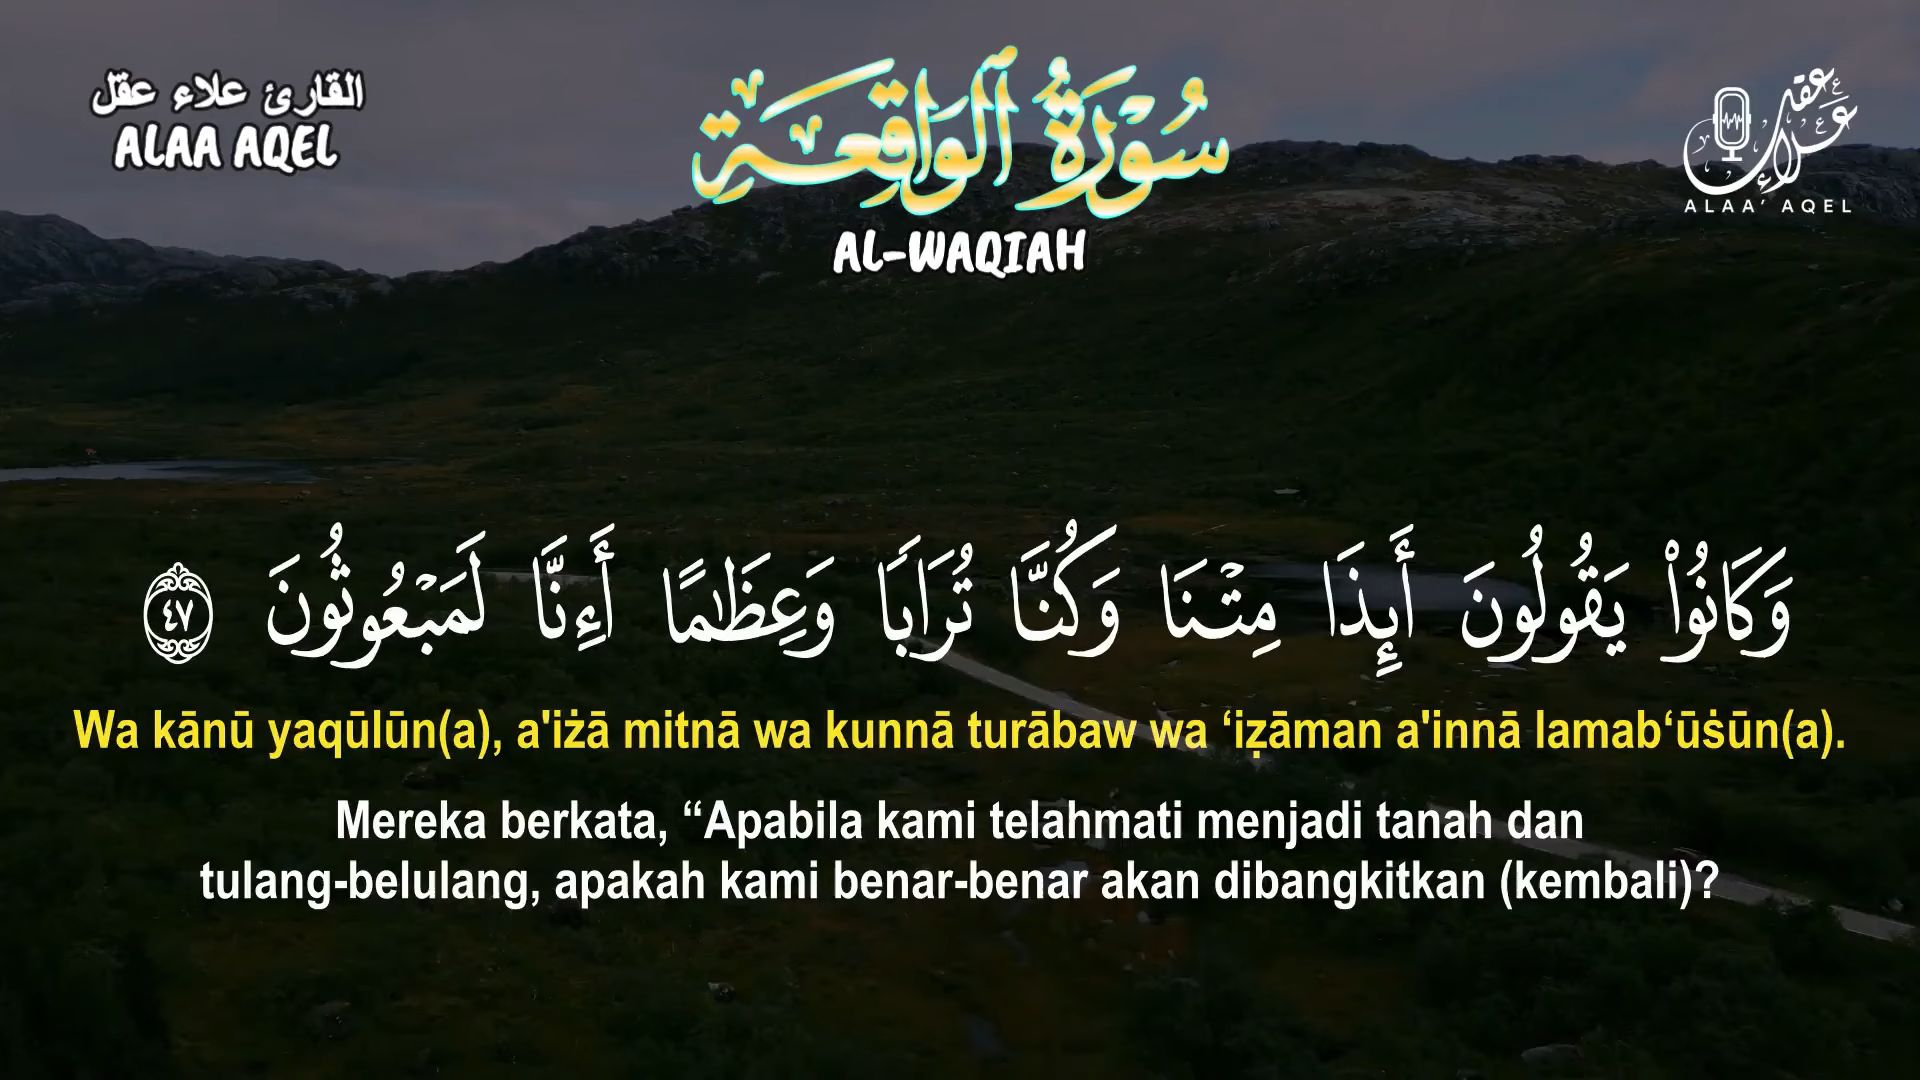 القارئ علاء عقل
ALAA AQEL
سُورَةُ ٱلْوَاقِعَةِ
AL-WAQIAH
علاء عقل
ALAA' AQEL
وَكَانُوا۟ يَقُولُونَ أَئِذَا مِتْنَا وَكُنَّا تُرَابًا وَعِظَـٰمًا أَءِنَّا لَمَبْعُوثُونَ ٤٧
Wa kānū yaqūlūn(a), a'iżā mitnā wa kunnā turābaw wa ‘iẓāman a'innā lamab‘ūṡūn(a).
Mereka berkata, “Apabila kami telahmati menjadi tanah dan
tulang-belulang, apakah kami benar-benar akan dibangkitkan (kembali)?